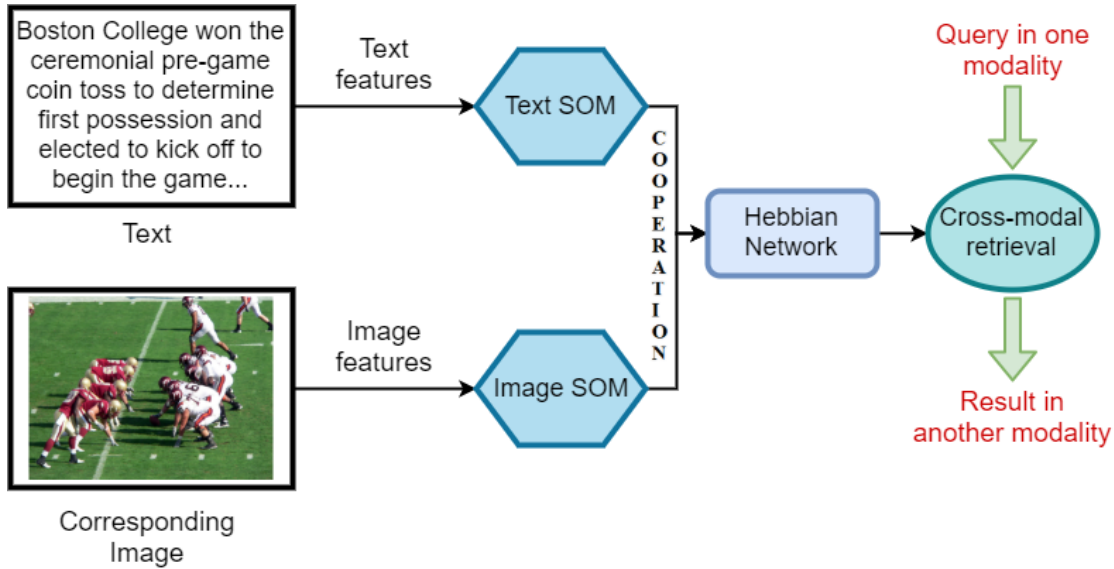 Boston College won the
ceremonial pre-game
coin toss to determine
first possession and
elected to kick off to
begin the game...
Text
Text
features
Text SOM
Corresponding
Image
Image
features
Image SOM
COOPERATION
Hebbian
Network
Query in one
modality
Cross-modal
retrieval
Result in
another modality